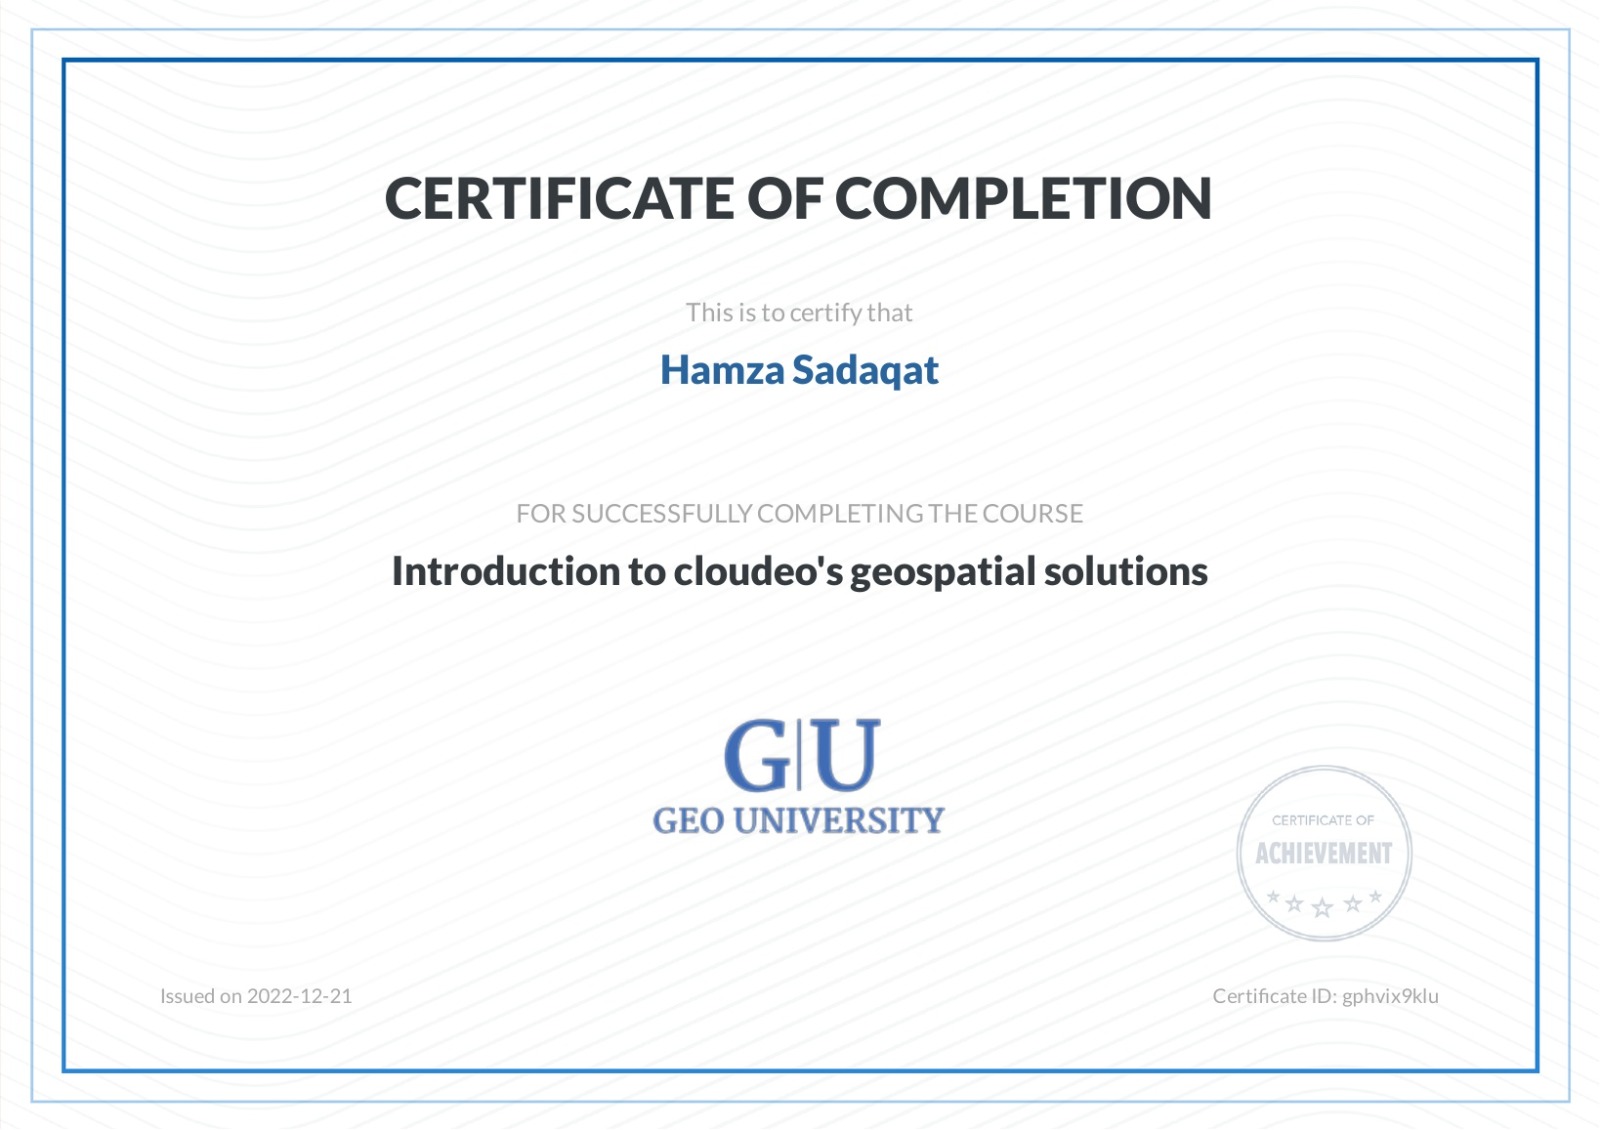 CERTIFICATE OF COMPLETION
This is to certify that
Hamza Sadaqat
FOR SUCCESSFULLY COMPLETING THE COURSE
Introduction to cloudeo's geospatial solutions
G|U
GEO UNIVERSITY
CERTIFICATE OF
ACHIEVEMENT
Issued on 2022-12-21
Certificate ID: gphvix9klu